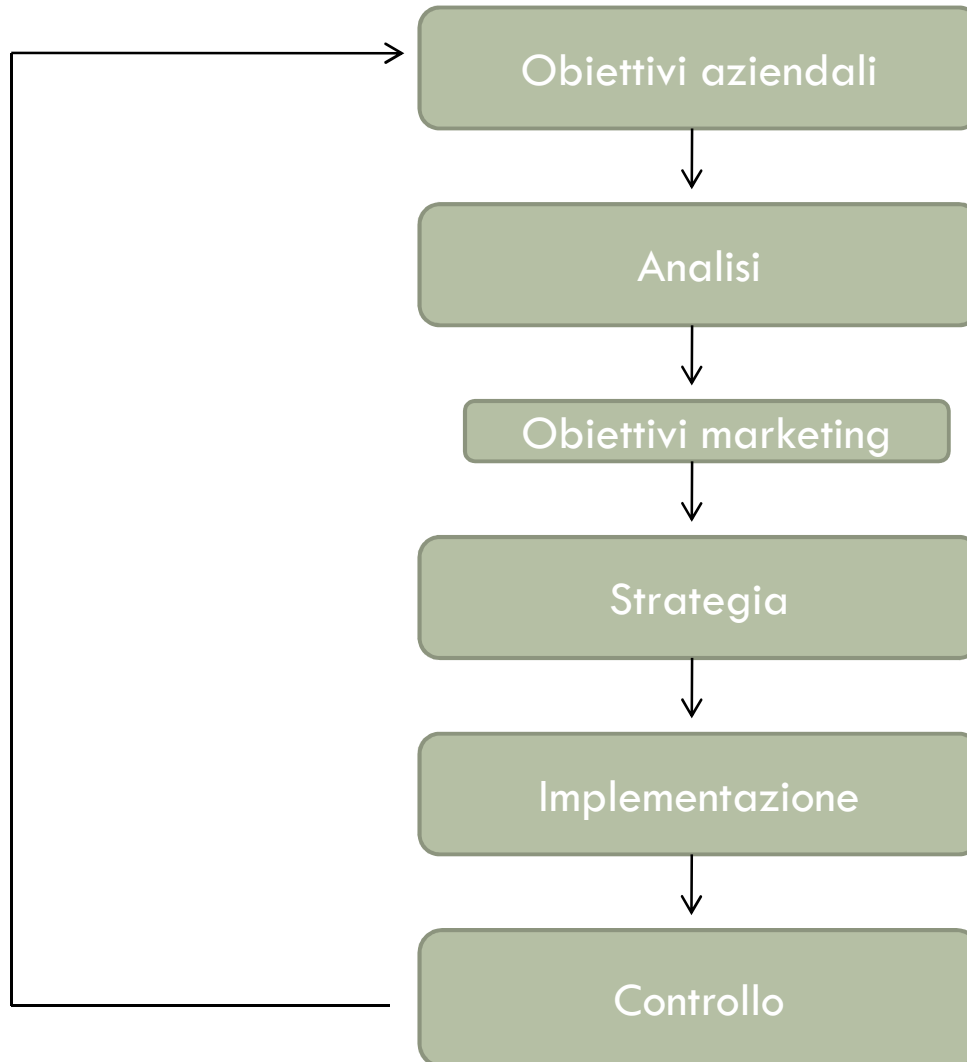 Obiettivi aziendali
Analisi
Obiettivi marketing
Strategia
Implementazione
Controllo